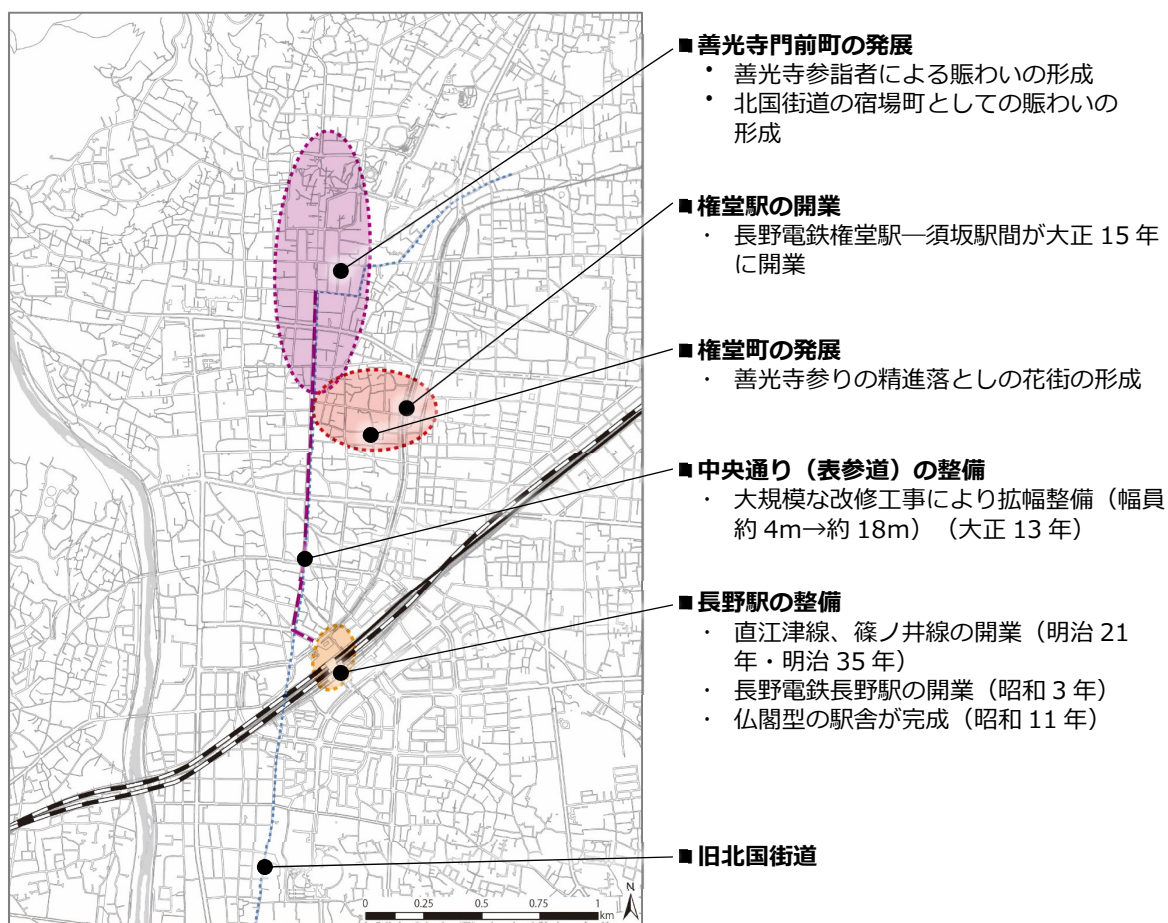 ■善光寺門前町の発展
・ 善光寺参詣者による賑わいの形成
・ 北国街道の宿場町としての賑わいの
形成
■権堂駅の開業
・ 長野電鉄権堂駅―須坂駅間が大正 15 年
に開業
■権堂町の発展
・ 善光寺参りの精進落としの花街の形成
■中央通り（表参道）の整備
・ 大規模な改修工事により拡幅整備（幅員
約 4m→約 18m）（大正 13 年）
■長野駅の整備
・ 直江津線、篠ノ井線の開業（明治 21
年・明治 35 年）
・ 長野電鉄長野駅の開業（昭和 3 年）
・ 仏閣型の駅舎が完成（昭和 11 年）
■旧北国街道
N
0 0.25 0.5 0.75 1
km